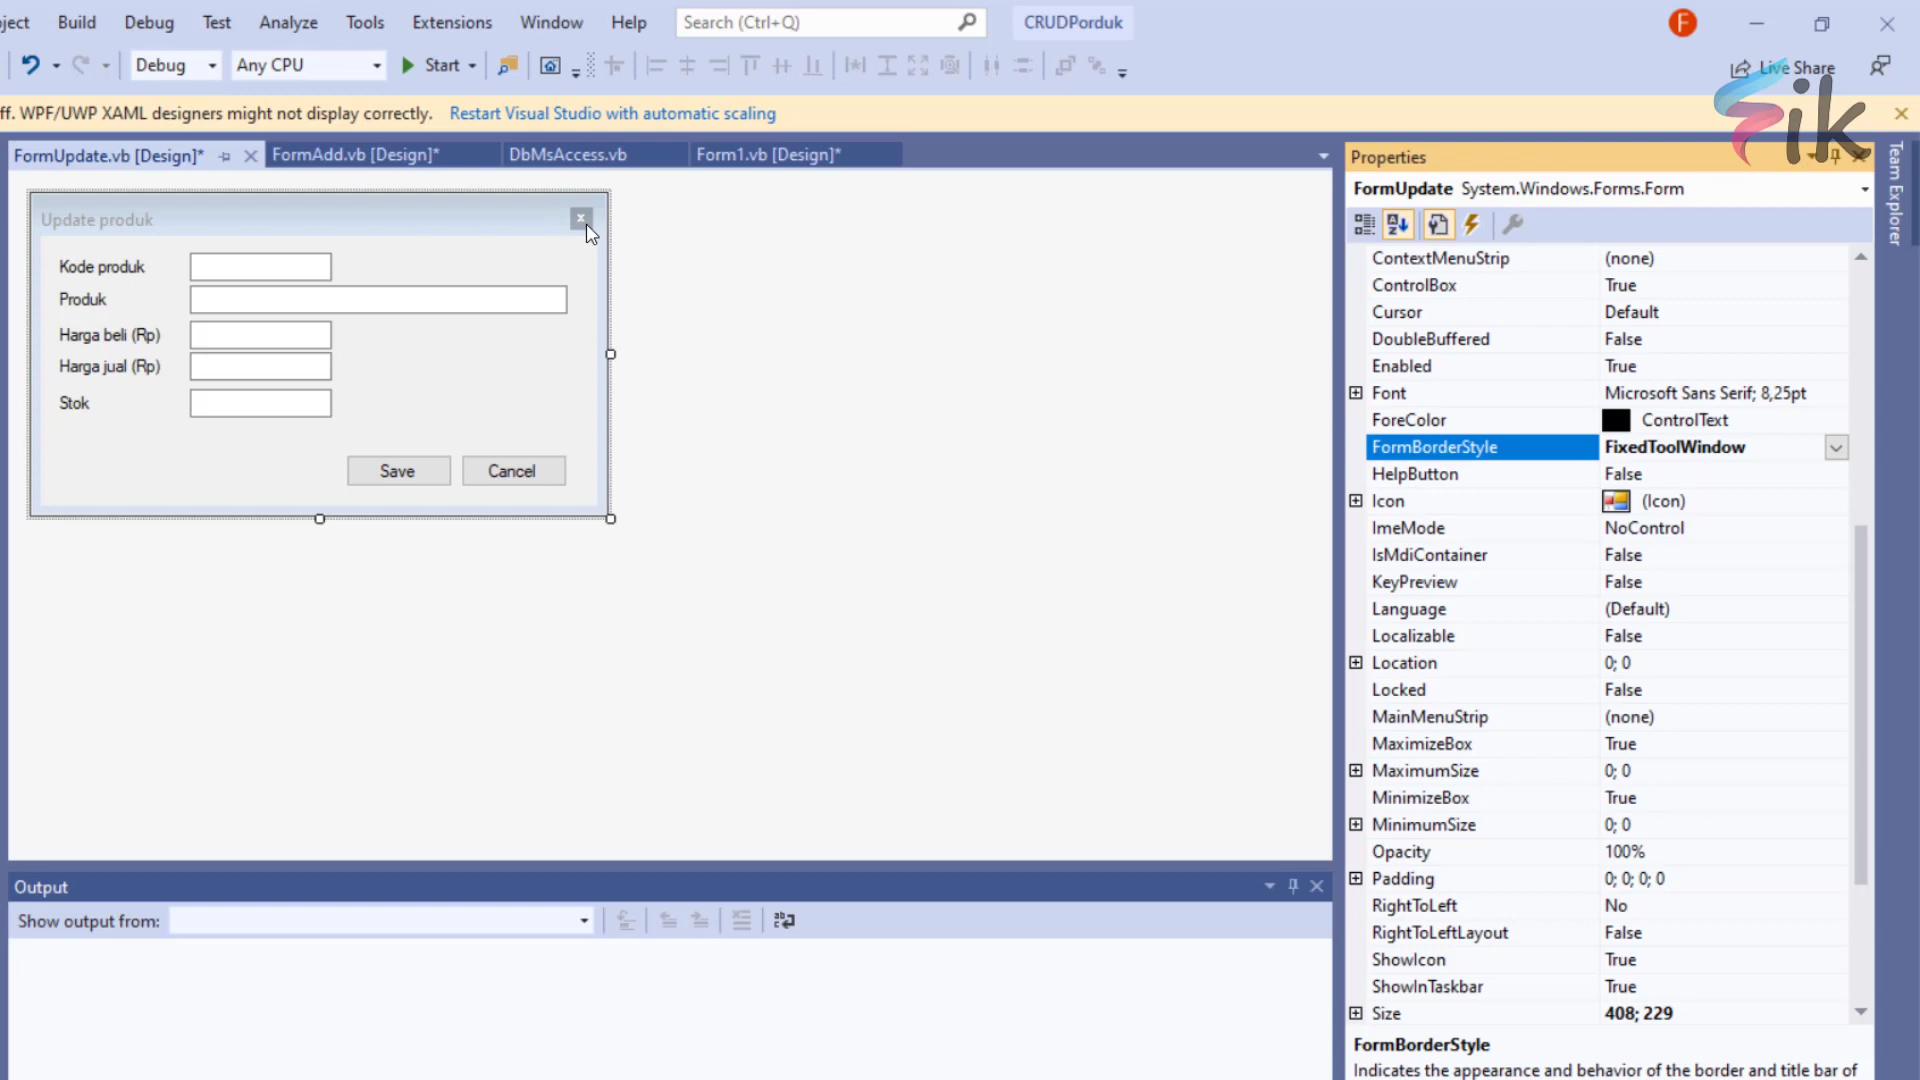 ject Build Debug Test Analyze Tools Extensions Window Help Search (Ctrl+Q) CRUDPorduk F
Debug Any CPU Start Live Share
ik
ff. WPF/UWP XAML designers might not display correctly. Restart Visual Studio with automatic scaling
FormUpdate.vb [Design]* FormAdd.vb [Design]* DbMsAccess.vb Form1.vb [Design]*
Update produk
Kode produk
Produk
Harga beli (Rp)
Harga jual (Rp)
Stok
Save Cancel
Output
Show output from:
Properties
FormUpdate System.Windows.Forms.Form
ContextMenuStrip (none)
ControlBox True
Cursor Default
DoubleBuffered False
Enabled True
Font Microsoft Sans Serif; 8,25pt
ForeColor ControlText
FormBorderStyle FixedToolWindow
HelpButton False
Icon (Icon)
ImeMode NoControl
IsMdiContainer False
KeyPreview False
Language (Default)
Localizable False
Location 0; 0
Locked False
MainMenuStrip (none)
MaximizeBox True
MaximumSize 0; 0
MinimizeBox True
MinimumSize 0; 0
Opacity 100%
Padding 0; 0; 0; 0
RightToLeft No
RightToLeftLayout False
ShowIcon True
ShowInTaskbar True
Size 408; 229
FormBorderStyle
Indicates the appearance and behavior of the border and title bar of
Team Explorer